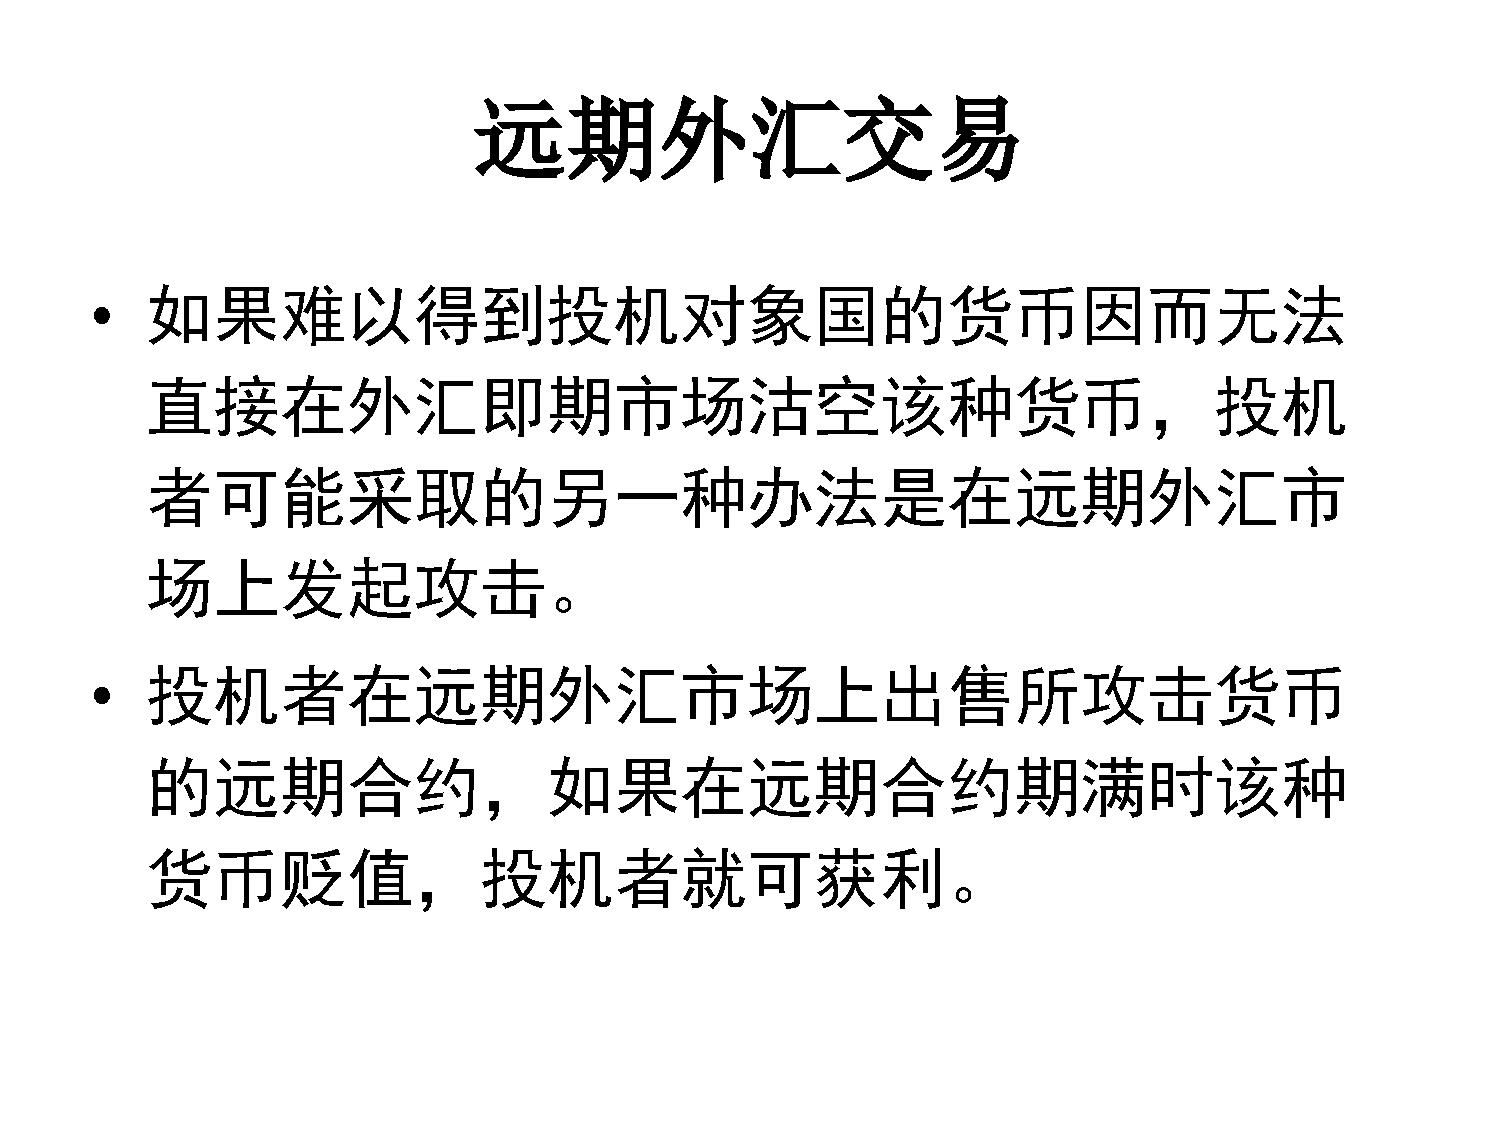 远期外汇交易
• 如果难以得到投机对象国的货币因而无法
直接在外汇即期市场沽空该种货币，投机
者可能采取的另一种办法是在远期外汇市
场上发起攻击。
• 投机者在远期外汇市场上出售所攻击货币
的远期合约，如果在远期合约期满时该种
货币贬值，投机者就可获利。